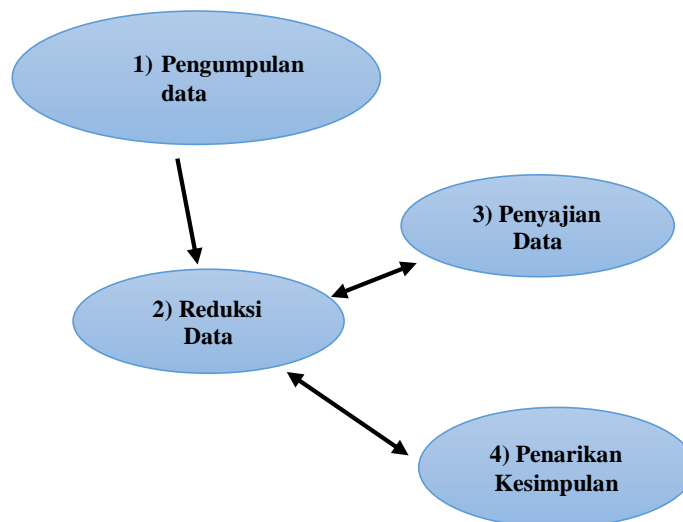 1) Pengumpulan
data
3) Penyajian
Data
2) Reduksi
Data
4) Penarikan
Kesimpulan